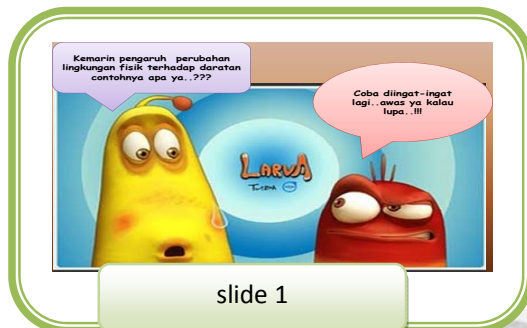 Kemarin pengaruh perubahan
lingkungan fisik terhadap daratan
contohnya apa ya..???
Coba diingat-ingat
lagi..awas ya kalau
lupa..!!!
LARVA
TUBA
slide 1